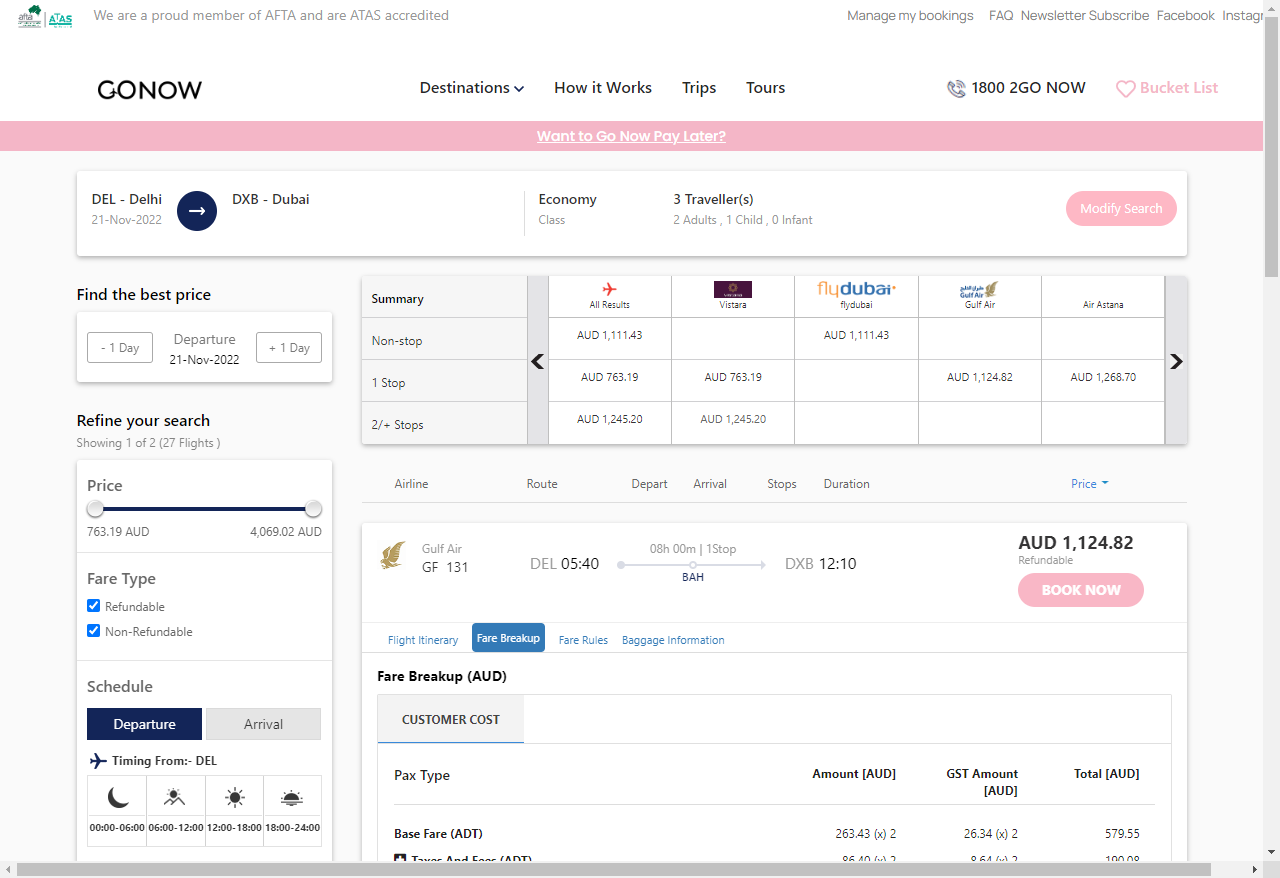 afta ATAS We are a proud member of AFTA and are ATAS accredited
Manage my bookings FAQ Newsletter Subscribe Facebook
GONOW Destinations How it Works Trips Tours 1800 2GO NOW Bucket List
Want to Go Now Pay Later?
DEL - Delhi DXB - Dubai Economy 3 Traveller(s)
21-Nov-2022 Class 2 Adults , 1 Child , 0 Infant
Modify Search
Find the best price
- 1 Day Departure + 1 Day
21-Nov-2022
Refine your search
Showing 1 of 2 (27 Flights )
Price
763.19 AUD 4,069.02 AUD
Fare Type
Refundable
Non-Refundable
Schedule
Departure Arrival
Timing From:- DEL
00:00-06:00 06:00-12:00 12:00-18:00 18:00-24:00
Summary All Results Vistara flydubai flydubai Gulf Air Gulf Air Air Astana
Non-stop AUD 1,111.43 AUD 1,111.43
1 Stop AUD 763.19 AUD 763.19 AUD 1,124.82 AUD 1,268.70
2/+ Stops AUD 1,245.20 AUD 1,245.20
Airline Route Depart Arrival Stops Duration Price
Gulf Air
GF 131
DEL 05:40
08h 00m | 1Stop
BAH
DXB 12:10
AUD 1,124.82
Refundable
BOOK NOW
Flight Itinerary Fare Breakup Fare Rules Baggage Information
Fare Breakup (AUD)
CUSTOMER COST
Pax Type Amount [AUD] GST Amount [AUD] Total [AUD]
Base Fare (ADT) 263.43 (x) 2 26.34 (x) 2 579.55
Taxes And Fees (ADT) 86.40 (x) 2 8.64 (x) 2 190.08